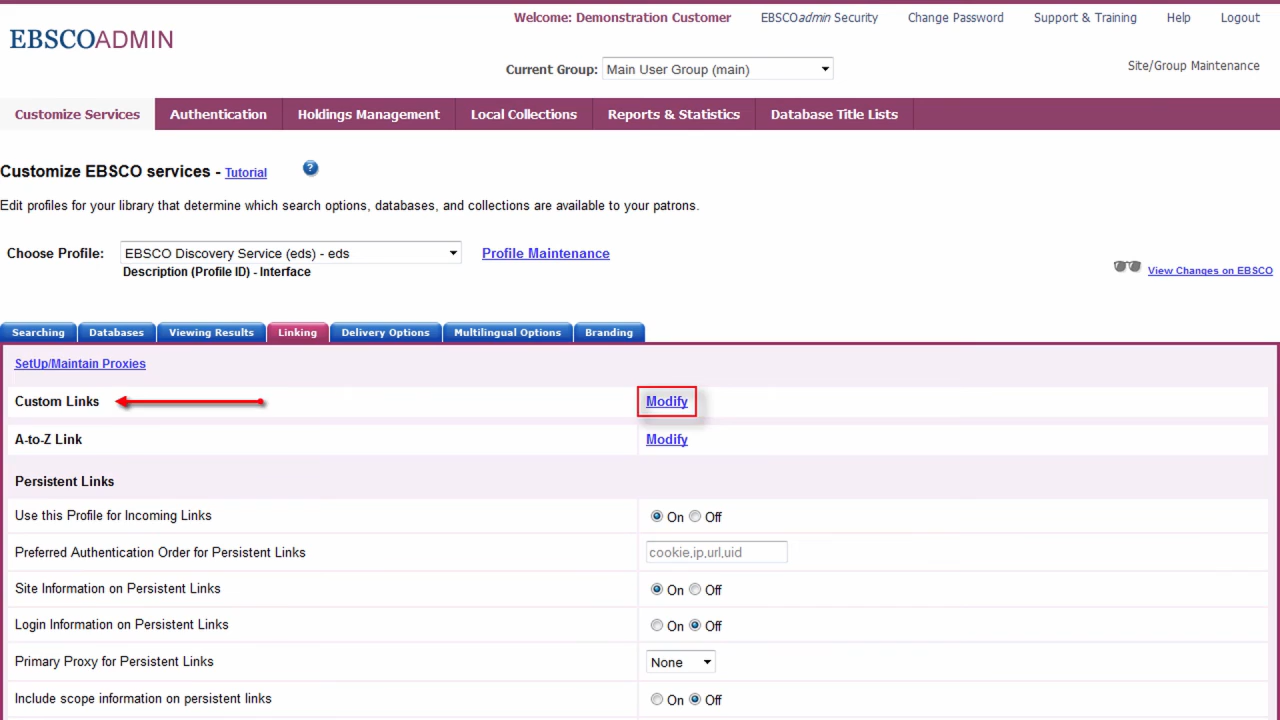 Welcome: Demonstration Customer EBSCOadmin Security Change Password Support & Training Help Logout
EBSCOADMIN
Current Group: Main User Group (main) Site/Group Maintenance
Customize Services Authentication Holdings Management Local Collections Reports & Statistics Database Title Lists
Customize EBSCO services - Tutorial ?
Edit profiles for your library that determine which search options, databases, and collections are available to your patrons.
Choose Profile: EBSCO Discovery Service (eds) - eds Profile Maintenance
Description (Profile ID) - Interface
View Changes on EBSCO
Searching Databases Viewing Results Linking Delivery Options Multilingual Options Branding
SetUp/Maintain Proxies
Custom Links Modify
A-to-Z Link Modify
Persistent Links
Use this Profile for Incoming Links On Off
Preferred Authentication Order for Persistent Links cookie,ip,url,uid
Site Information on Persistent Links On Off
Login Information on Persistent Links On Off
Primary Proxy for Persistent Links None
Include scope information on persistent links On Off